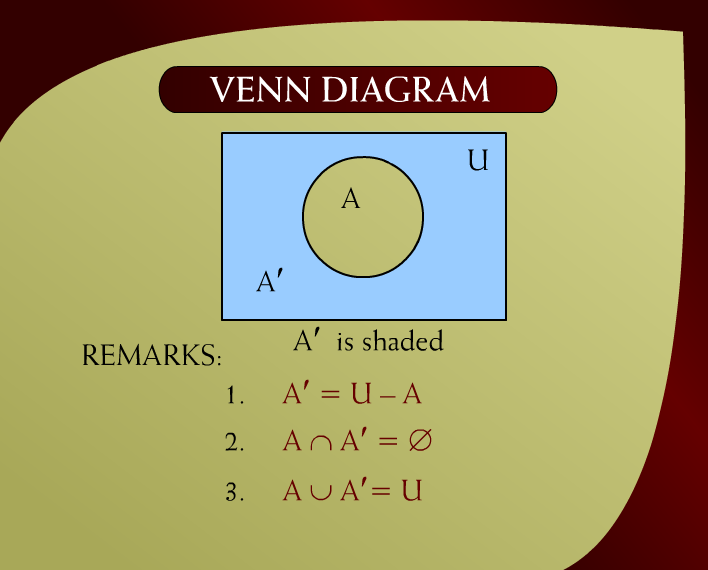 VENN DIAGRAM
U
A
A′
A′ is shaded
REMARKS:
1. A′ = U – A
2. A ∩ A′ = ∅
3. A ∪ A′= U